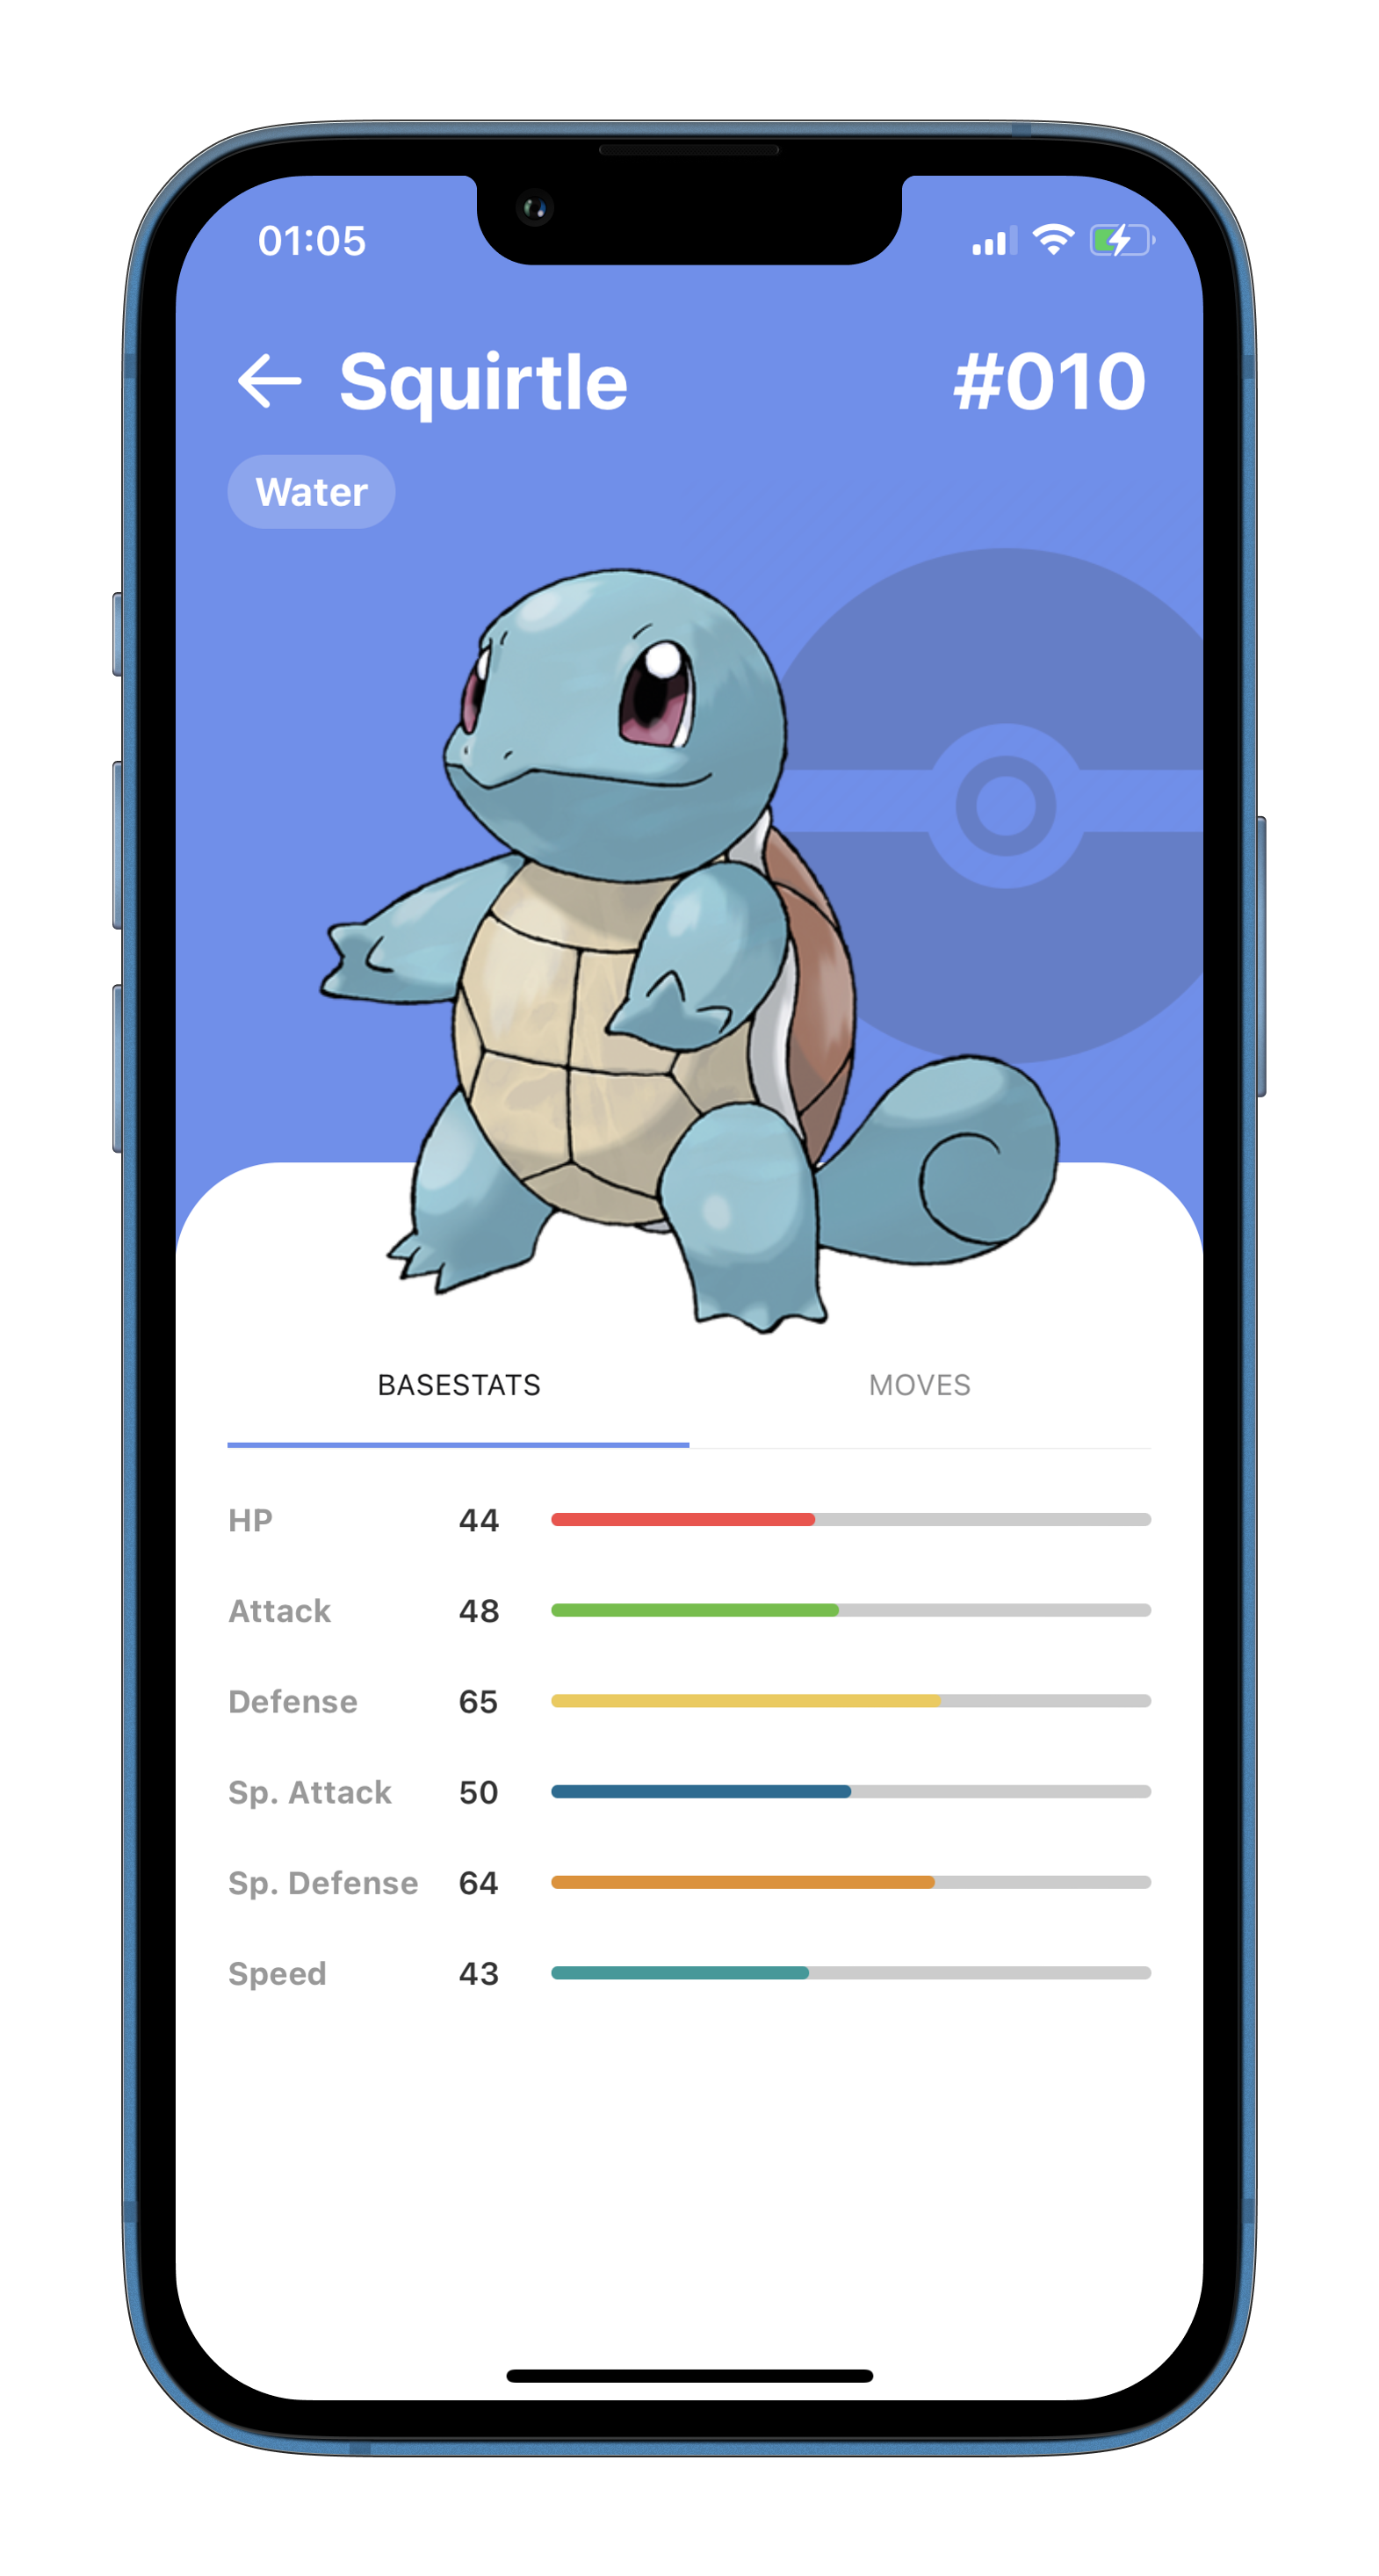 01:05
Squirtle #010
Water
BASESTATS MOVES
HP 44
Attack 48
Defense 65
Sp. Attack 50
Sp. Defense 64
Speed 43